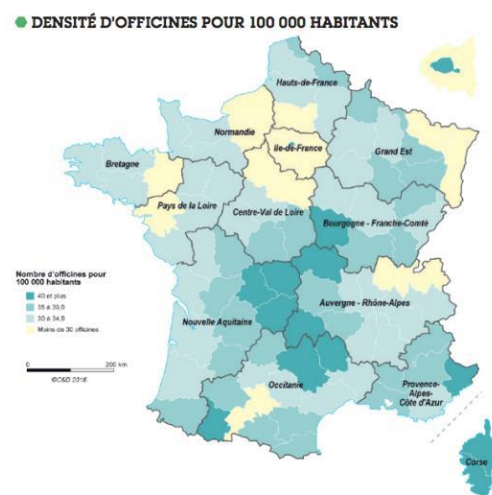 DENSITÉ D'OFFICINES POUR 100 000 HABITANTS
Hauts-de-France
Normandie
Ile-de-France
Grand Est
Bretagne
Pays de la Loire
Centre-Val de Loire
Bourgogne - Franche-Comté
Nombre d'officines pour
100 000 habitants
40 et plus
35 à 39,9
30 à 34,9
Moins de 30 officines
Nouvelle Aquitaine
Auvergne - Rhône-Alpes
0
200 km
Occitanie
Provence-
Alpes-
Côte d'Azur
Corse